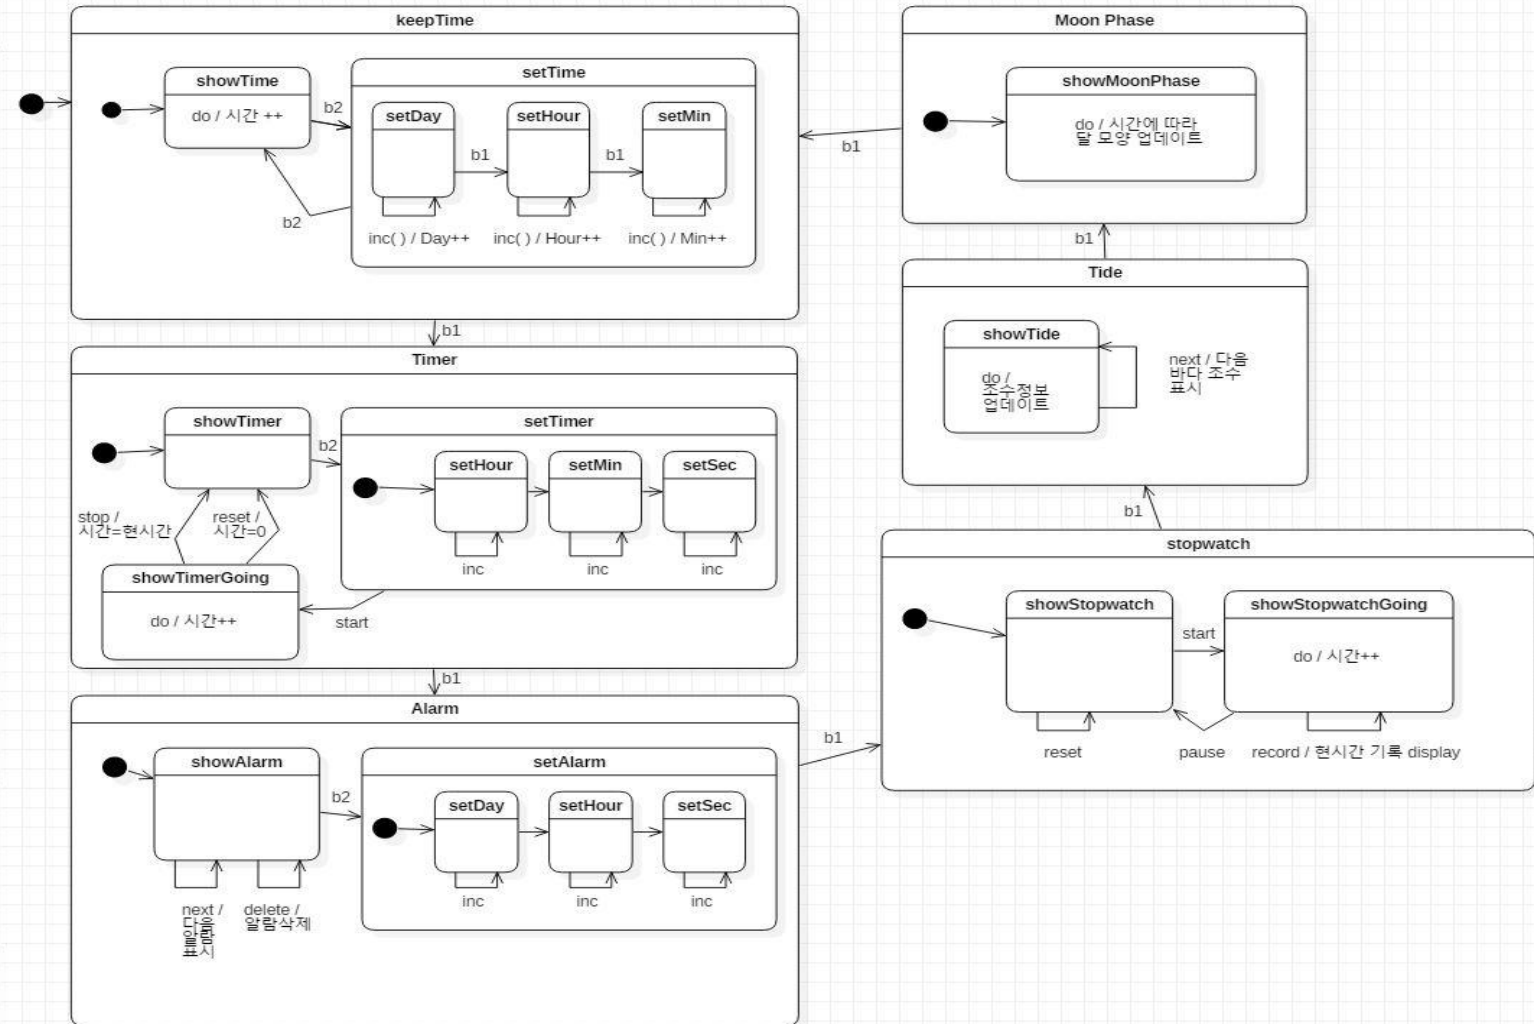 keepTime
showTime
do / 시간 ++
b2
b2
setTime
setDay
setHour
setMin
b1
b1
inc( ) / Day++
inc( ) / Hour++
inc( ) / Min++
b1
Timer
showTimer
b2
setTimer
setHour
setMin
setSec
inc
inc
inc
stop /
시간=현시간
reset /
시간=0
showTimerGoing
do / 시간++
start
b1
Alarm
showAlarm
b2
setAlarm
setDay
setHour
setSec
inc
inc
inc
next /
다음
알람
표시
delete /
알람삭제
b1
Moon Phase
showMoonPhase
do / 시간에 따라
달 모양 업데이트
b1
b1
Tide
showTide
do /
조수정보
업데이트
next / 다음
바다 조수
표시
b1
stopwatch
showStopwatch
start
showStopwatchGoing
do / 시간++
reset
pause
record / 현시간 기록 display